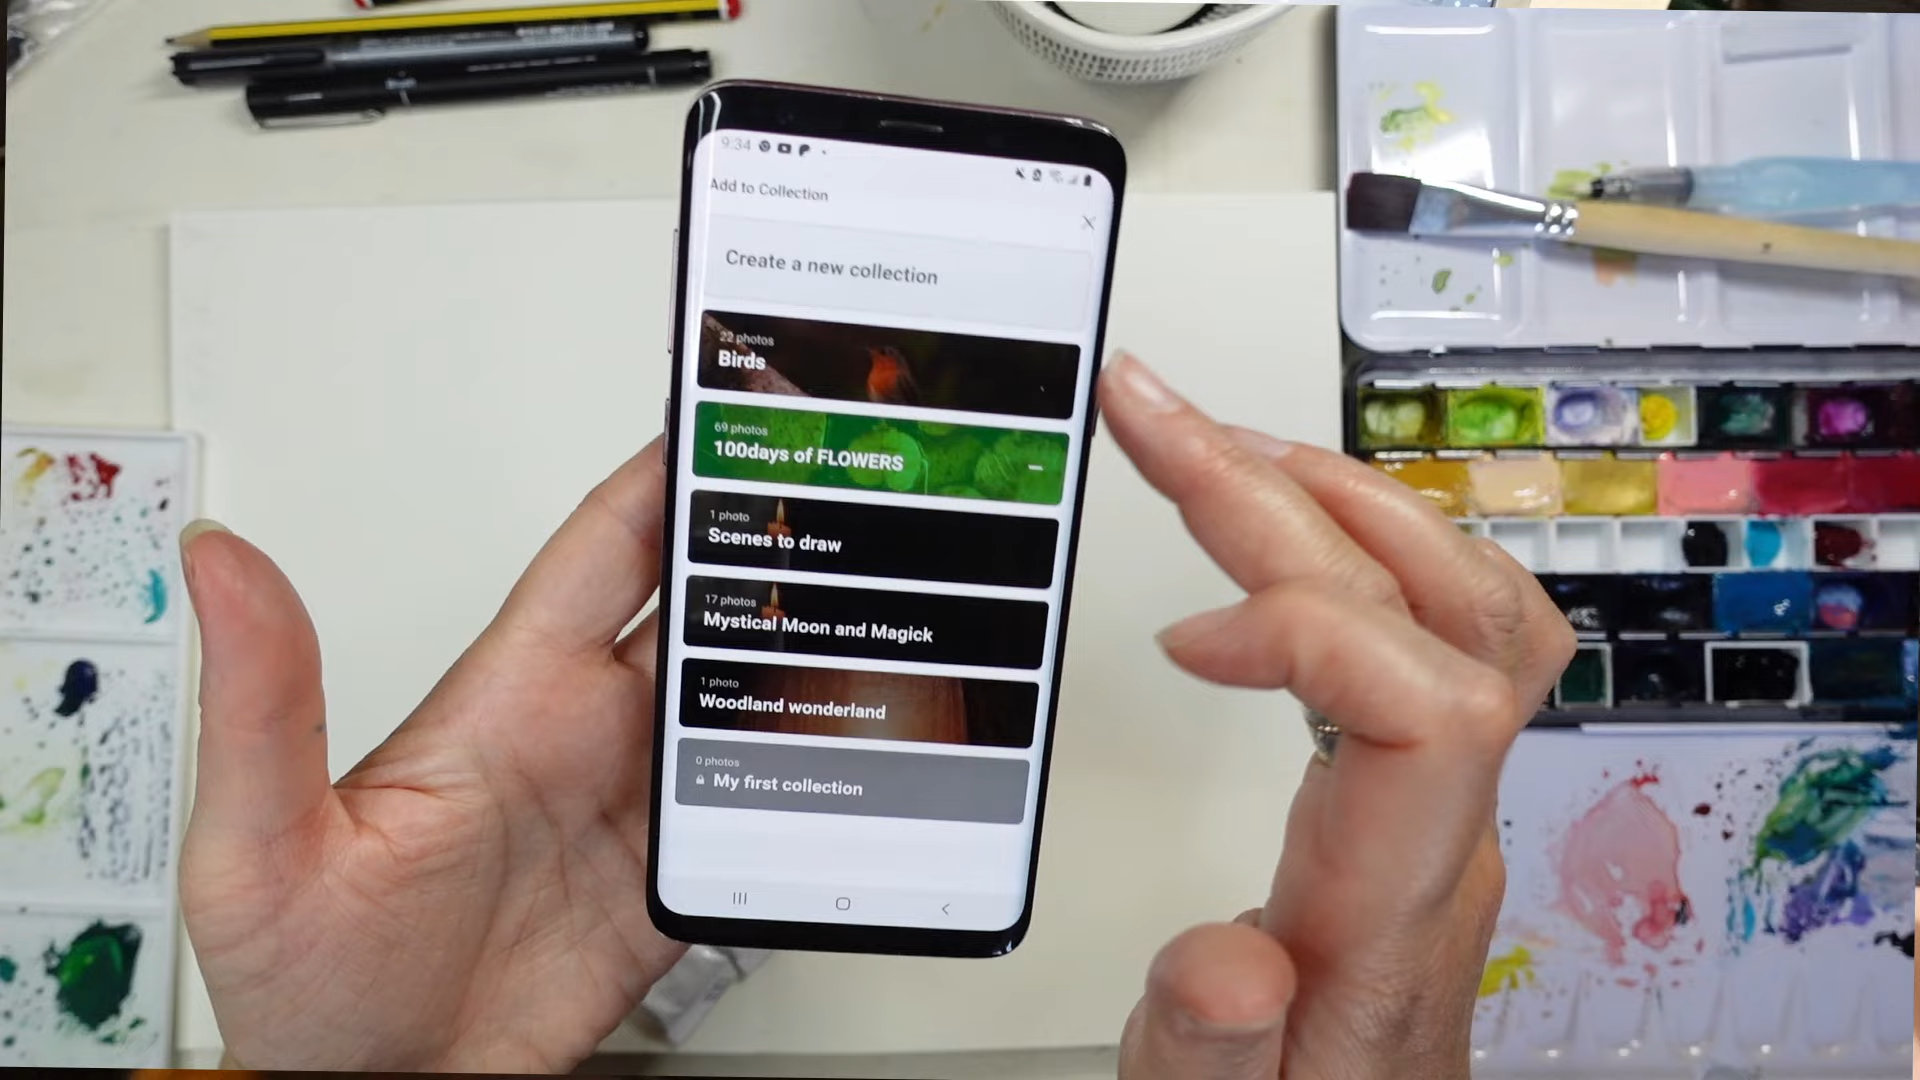 9:34
Add to Collection
Create a new collection
22 photos
Birds
69 photos
100days of FLOWERS
1 photo
Scenes to draw
17 photos
Mystical Moon and Magick
1 photo
Woodland wonderland
0 photos
My first collection